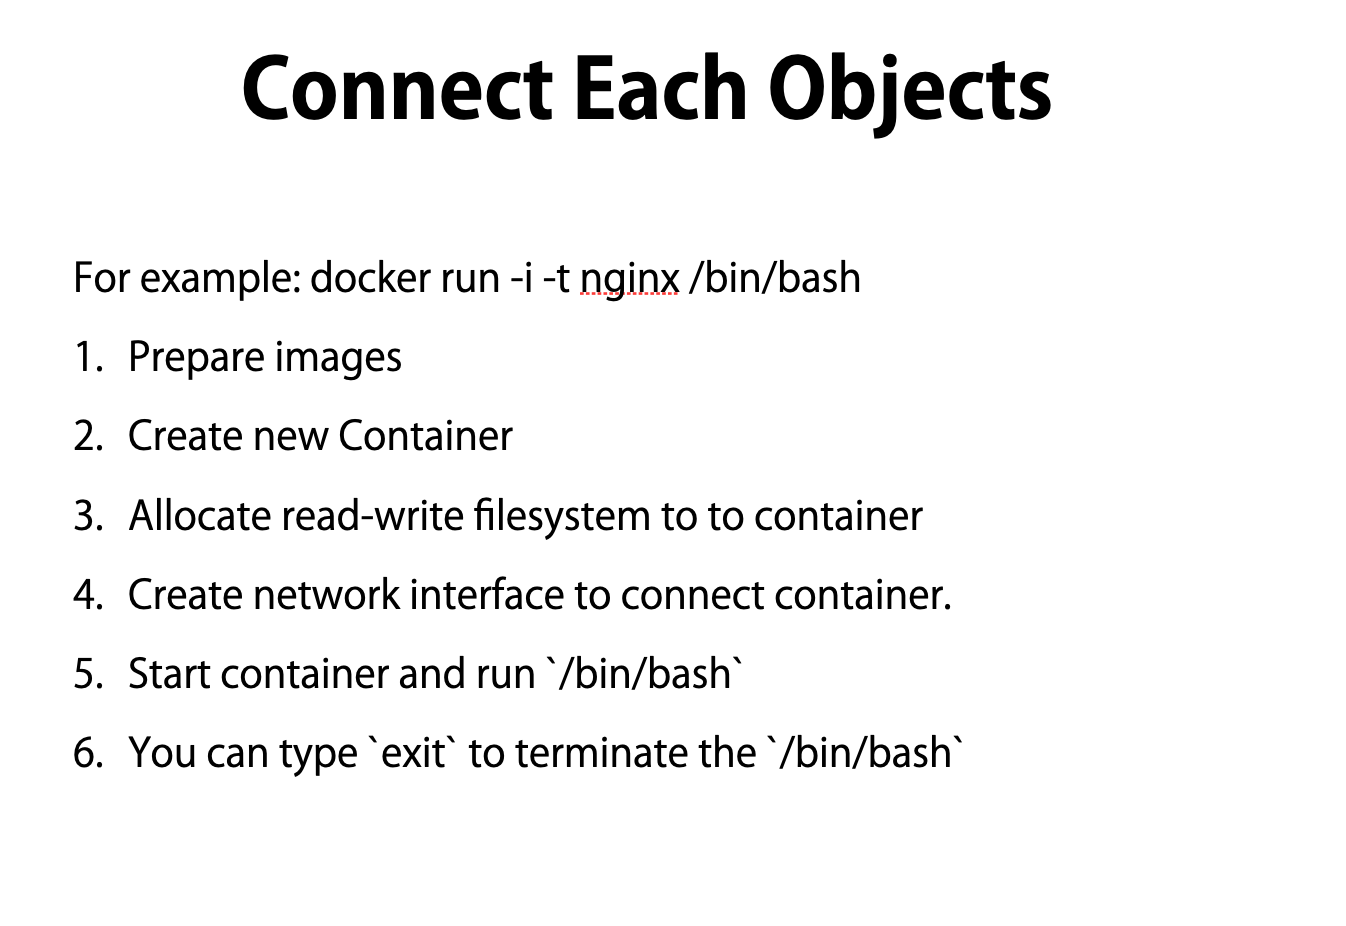 Connect Each Objects
For example: docker run -i -t nginx /bin/bash
1. Prepare images
2. Create new Container
3. Allocate read-write filesystem to to container
4. Create network interface to connect container.
5. Start container and run `/bin/bash`
6. You can type `exit` to terminate the `/bin/bash`